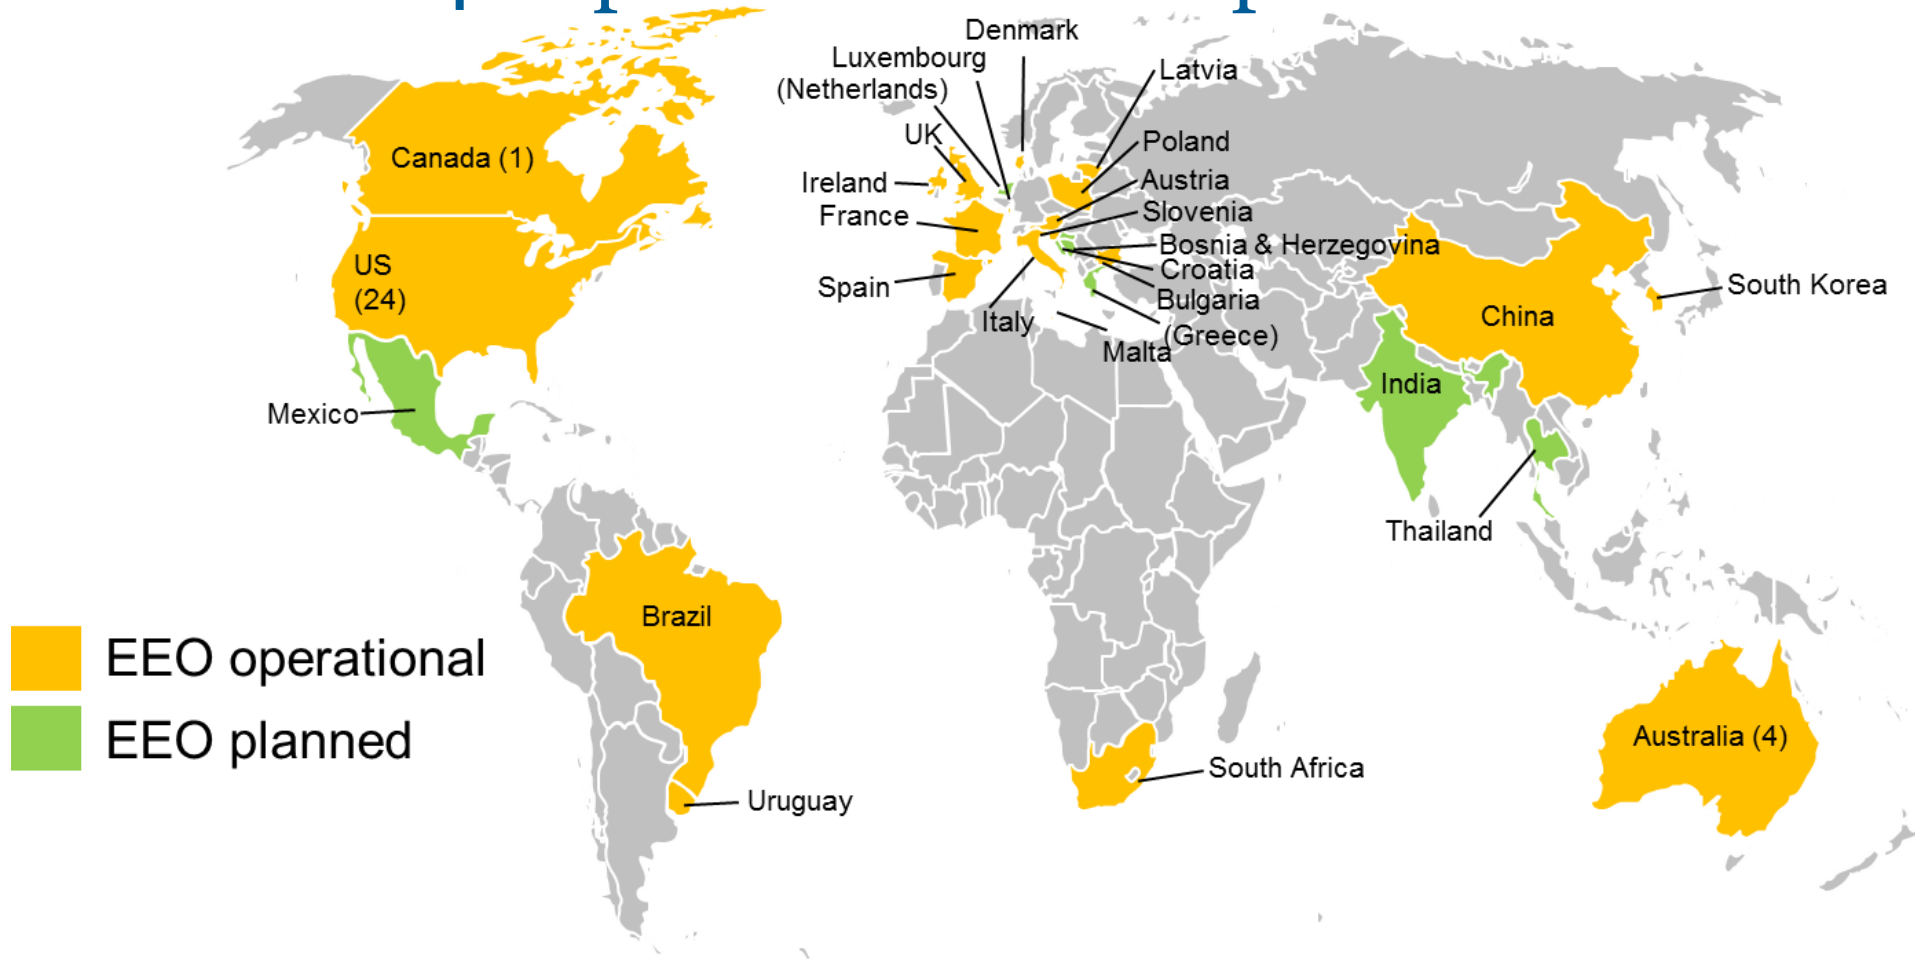 Denmark
Luxembourg
(Netherlands)
Latvia
UK
Poland
Canada (1)
Ireland
Austria
France
Slovenia
Bosnia & Herzegovina
US
(24)
Croatia
Spain
Bulgaria
South Korea
Italy
(Greece)
China
Malta
India
Mexico
Thailand
Brazil
EEO operational
EEO planned
Australia (4)
South Africa
Uruguay